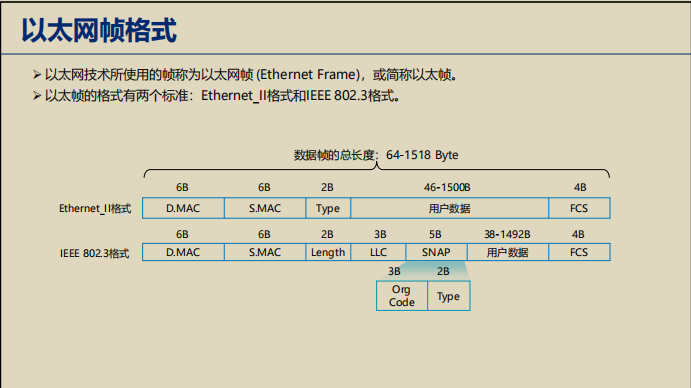 以太网帧格式
➢ 以太网技术所使用的帧称为以太网帧 (Ethernet Frame)，或简称以太帧。
➢ 以太帧的格式有两个标准：Ethernet_II格式和IEEE 802.3格式。
数据帧的总长度：64-1518 Byte
6B 6B 2B 46-1500B 4B
Ethernet_II格式 D.MAC S.MAC Type 用户数据 FCS
6B 6B 2B 3B 5B 38-1492B 4B
IEEE 802.3格式 D.MAC S.MAC Length LLC SNAP 用户数据 FCS
3B 2B
Org
Code Type